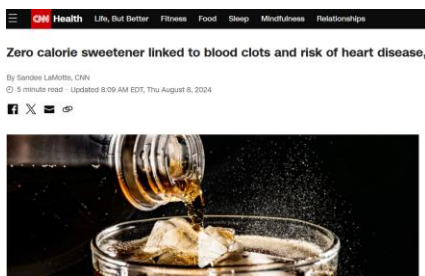 CNN Health Life, But Better Fitness Food Sleep Mindfulness Relationships
Zero calorie sweetener linked to blood clots and risk of heart disease,
By Sandee LaMotte, CNN
5 minute read · Updated 8:09 AM EDT, Thu August 8, 2024